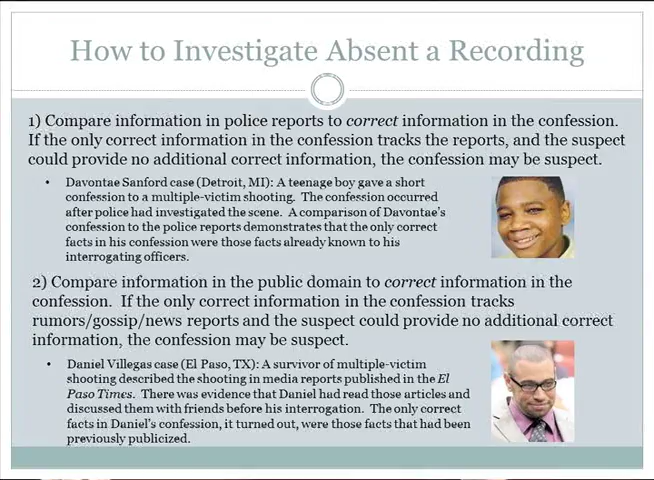 How to Investigate Absent a Recording
1) Compare information in police reports to correct information in the confession.
If the only correct information in the confession tracks the reports, and the suspect
could provide no additional correct information, the confession may be suspect.
• Davontae Sanford case (Detroit, MI): A teenage boy gave a short
confession to a multiple-victim shooting. The confession occurred
after police had investigated the scene. A comparison of Davontae's
confession to the police reports demonstrates that the only correct
facts in his confession were those facts already known to his
interrogating officers.
2) Compare information in the public domain to correct information in the
confession. If the only correct information in the confession tracks
rumors/gossip/news reports and the suspect could provide no additional correct
information, the confession may be suspect.
• Daniel Villegas case (El Paso, TX): A survivor of multiple-victim
shooting described the shooting in media reports published in the El
Paso Times. There was evidence that Daniel had read those articles and
discussed them with friends before his interrogation. The only correct
facts in Daniel's confession, it turned out, were those facts that had been
previously publicized.